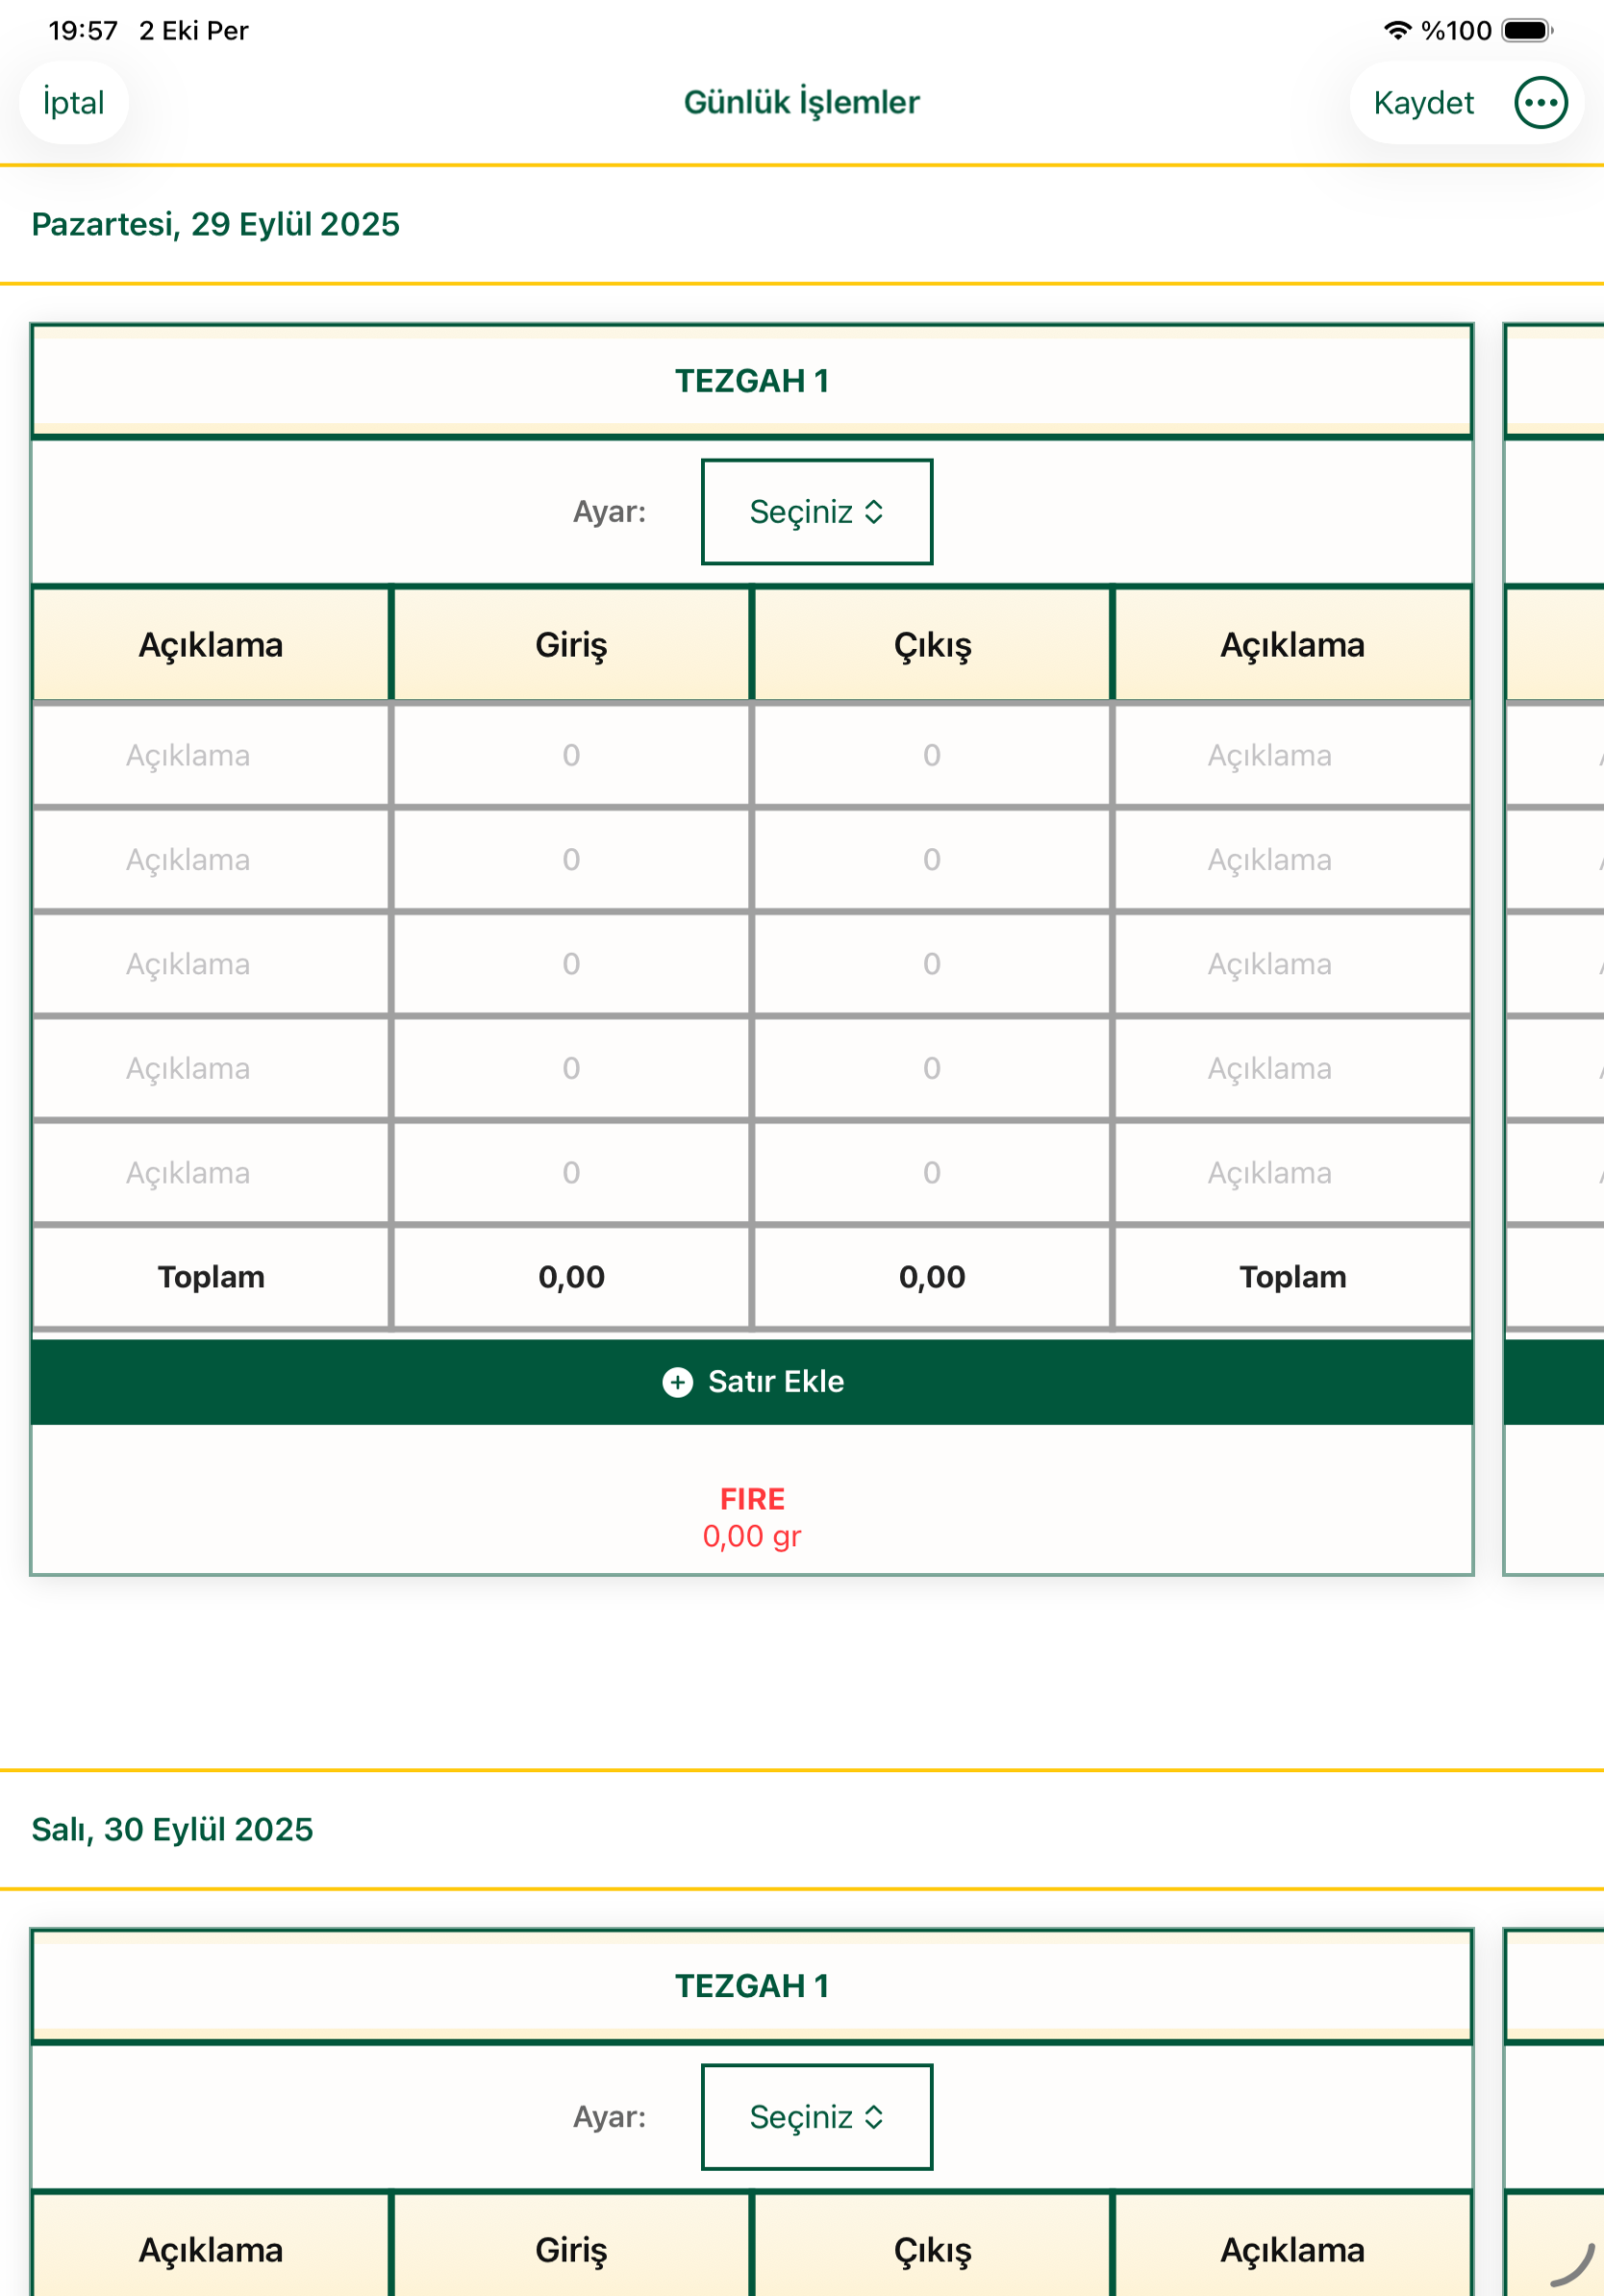 19:57 2 Eki Per %100
İptal Günlük İşlemler Kaydet
Pazartesi, 29 Eylül 2025
TEZGAH 1
Ayar: Seçiniz
Açıklama Giriş Çıkış Açıklama
Açıklama 0 0 Açıklama
Açıklama 0 0 Açıklama
Açıklama 0 0 Açıklama
Açıklama 0 0 Açıklama
Açıklama 0 0 Açıklama
Toplam 0,00 0,00 Toplam
Satır Ekle
FIRE
0,00 gr
Salı, 30 Eylül 2025
TEZGAH 1
Ayar: Seçiniz
Açıklama Giriş Çıkış Açıklama